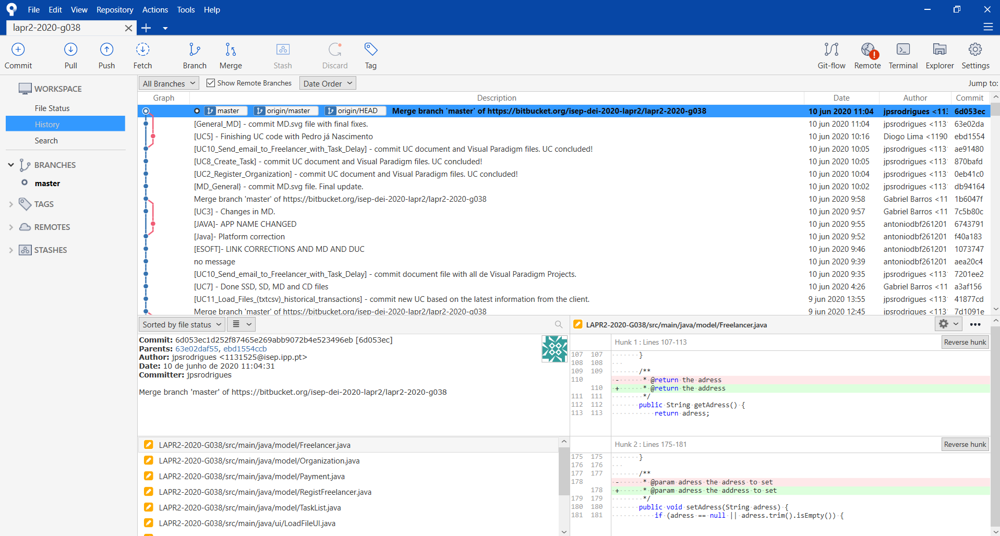 File Edit View Repository Actions Tools Help
lapr2-2020-g038
Commit Pull Push Fetch Branch Merge Stash Discard Tag Git-flow Remote Terminal Explorer Settings
WORKSPACE
File Status
History
Search
BRANCHES
master
TAGS
REMOTES
STASHES
All Branches Show Remote Branches Date Order Jump to:
Graph Description Date Author Commit
master origin/master origin/HEAD Merge branch 'master' of https://bitbucket.org/isep-dei-2020-lapr2/lapr2-2020-g038 10 jun 2020 11:04 jpsrodrigues <113 6d053ec
[General_MD] - commit MD.svg file with final fixes. 10 jun 2020 11:04 jpsrodrigues <113 63e02da
[UC5] - Finishing UC code with Pedro já Nascimento 10 jun 2020 10:16 Diogo Lima <1190 ebd1554
[UC10_Send_email_to_Freelancer_with_Task_Delay] - commit UC document and Visual Paradigm files. UC concluded! 10 jun 2020 10:05 jpsrodrigues <113 ae91480
[UC8_Create_Task] - commit UC document and Visual Paradigm files. UC concluded! 10 jun 2020 10:05 jpsrodrigues <113 870bafd
[UC2_Register_Organization] - commit UC document and Visual Paradigm files. UC concluded! 10 jun 2020 10:04 jpsrodrigues <113 0eb41c0
[MD_General} - commit MD.svg file. Final update. 10 jun 2020 10:02 jpsrodrigues <113 db94164
Merge branch 'master' of https://bitbucket.org/isep-dei-2020-lapr2/lapr2-2020-g038 10 jun 2020 9:58 Gabriel Barros <11 1b6047f
[UC3] - Changes in MD. 10 jun 2020 9:57 Gabriel Barros <11 7c5b80c
[JAVA]- APP NAME CHANGED 10 jun 2020 9:55 antoniodbf261201 6743791
[Java]- Platform correction 10 jun 2020 9:52 antoniodbf261201 f40a183
[ESOFT]- LINK CORRECTIONS AND MD AND DUC 10 jun 2020 9:46 antoniodbf261201 1073747
no message 10 jun 2020 9:39 antoniodbf261201 aea20c4
[UC10_Send_email_to_Freelancer_with_Task_Delay] - commit document file with all de Visual Paradigm Projects. 10 jun 2020 9:35 jpsrodrigues <113 7201ee2
[UC7] - Done SSD, SD, MD and CD files 10 jun 2020 4:26 Gabriel Barros <11 a3af156
[UC11_Load_Files_(txtcsv)_historical_transactions] - commit new UC based on the latest information from the client. 9 jun 2020 13:55 jpsrodrigues <113 41877cd
Merge branch 'master' of https://bitbucket.org/isep-dei-2020-lapr2/lapr2-2020-g038 9 jun 2020 12:45 jpsrodrigues <113 7d1091e
Sorted by file status
Commit: 6d053ec1d252f87465e269abb9072b4e523496eb [6d053ec]
Parents: 63e02daf55, ebd1554ccb
Author: jpsrodrigues <1131525@isep.ipp.pt>
Date: 10 de junho de 2020 11:04:31
Committer: jpsrodrigues
Merge branch 'master' of https://bitbucket.org/isep-dei-2020-lapr2/lapr2-2020-g038
LAPR2-2020-G038/src/main/java/model/Freelancer.java
LAPR2-2020-G038/src/main/java/model/Organization.java
LAPR2-2020-G038/src/main/java/model/Payment.java
LAPR2-2020-G038/src/main/java/model/RegistFreelancer.java
LAPR2-2020-G038/src/main/java/model/TaskList.java
LAPR2-2020-G038/src/main/java/ui/LoadFileUI.java
LAPR2-2020-G038/src/main/java/model/Freelancer.java
Hunk 1 : Lines 107-113 Reverse hunk
107 107 }
108 108
109 109 /**
110 - * @return the adress
110 + * @return the address
111 111 */
112 112 public String getAdress() {
113 113 return adress;
Hunk 2 : Lines 175-181 Reverse hunk
175 175 }
176 176
177 177 /**
178 - * @param adress the adress to set
178 + * @param adress the address to set
179 179 */
180 180 public void setAdress(String adress) {
181 181 if (adress == null || adress.trim().isEmpty()) {